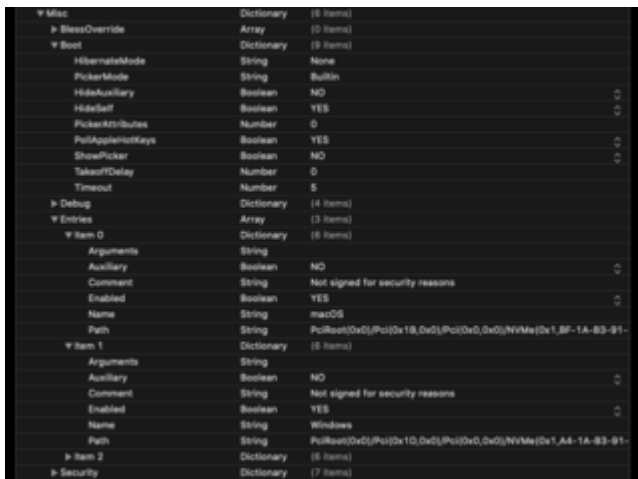 ▼ Misc Dictionary (6 items)
▶ BlessOverride Array (0 items)
▼ Boot Dictionary (9 items)
HibernateMode String None
PickerMode String Builtin
HideAuxiliary Boolean NO
HideSelf Boolean YES
PickerAttributes Number 0
PollAppleHotKeys Boolean YES
ShowPicker Boolean NO
TakeoffDelay Number 0
Timeout Number 5
▶ Debug Dictionary (4 items)
▼ Entries Array (3 items)
▼ Item 0 Dictionary (6 items)
Arguments String
Auxiliary Boolean NO
Comment String Not signed for security reasons
Enabled Boolean YES
Name String macOS
Path String PciRoot(0x0)/Pci(0x1B,0x0)/Pci(0x0,0x0)/NVMe(0x1,BF-1A-B3-91-
▼ Item 1 Dictionary (6 items)
Arguments String
Auxiliary Boolean NO
Comment String Not signed for security reasons
Enabled Boolean YES
Name String Windows
Path String PciRoot(0x0)/Pci(0x1D,0x0)/Pci(0x0,0x0)/NVMe(0x1,A4-1A-B3-91-
▶ Item 2 Dictionary (6 items)
▶ Security Dictionary (7 items)